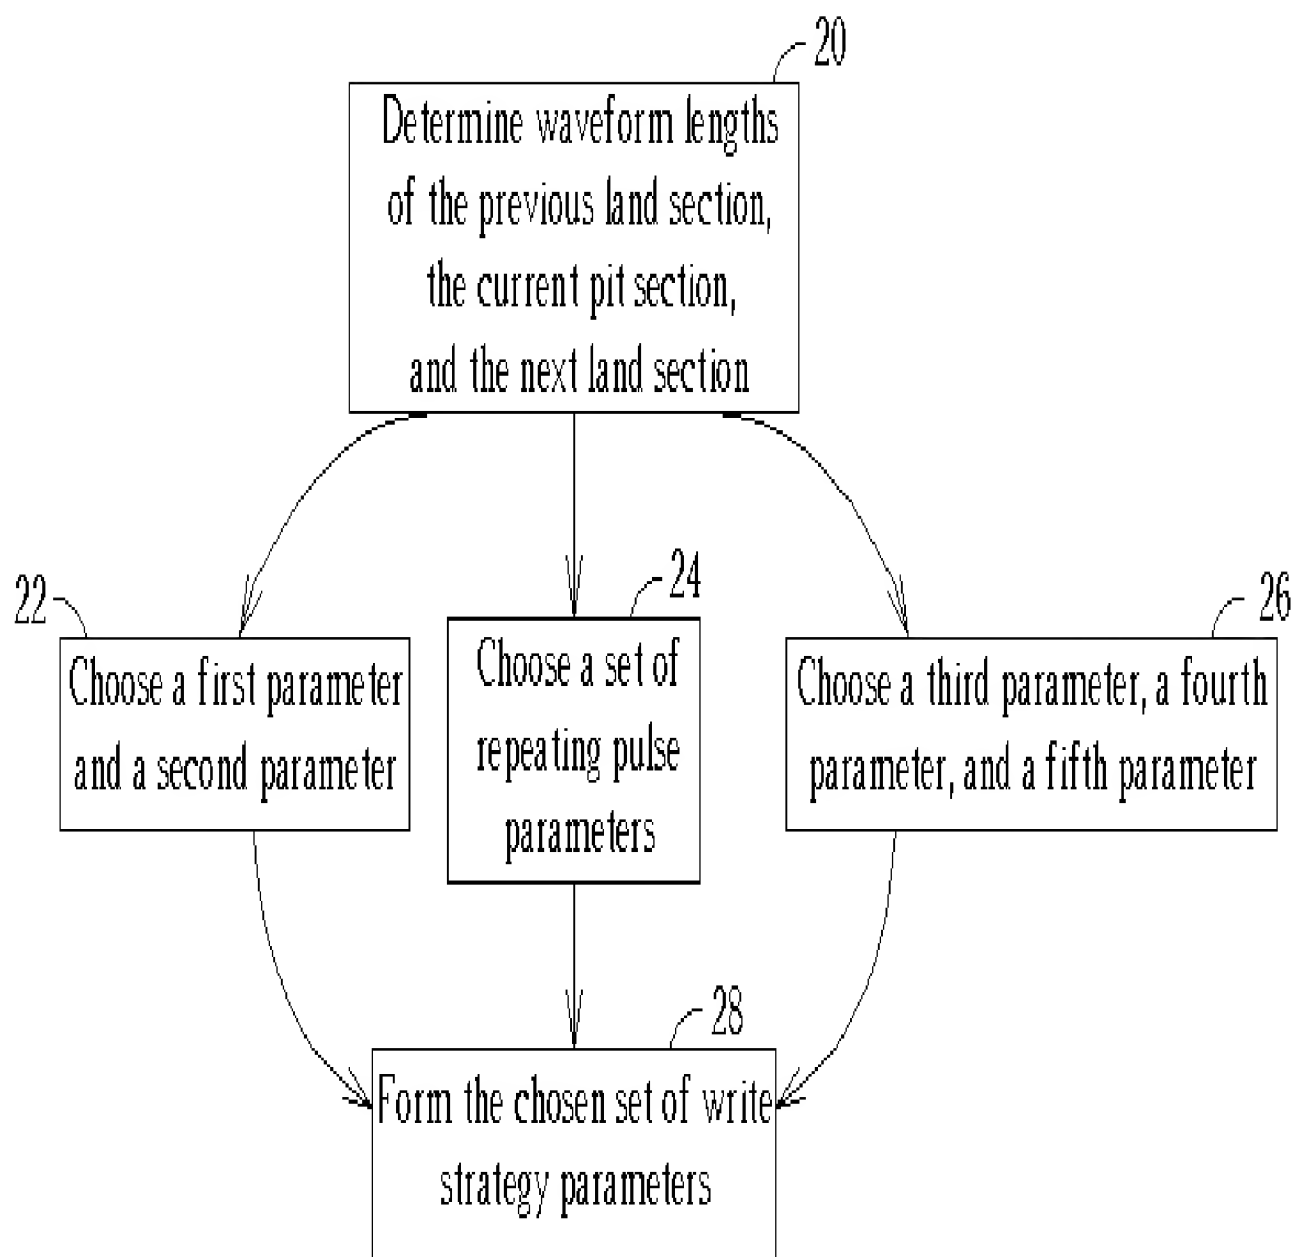 20
Determine waveform lengths
of the previous land section,
the current pit section,
and the next land section
22
Choose a first parameter
and a second parameter
24
Choose a set of
repeating pulse
parameters
26
Choose a third parameter, a fourth
parameter, and a fifth parameter
28
Form the chosen set of write
strategy parameters